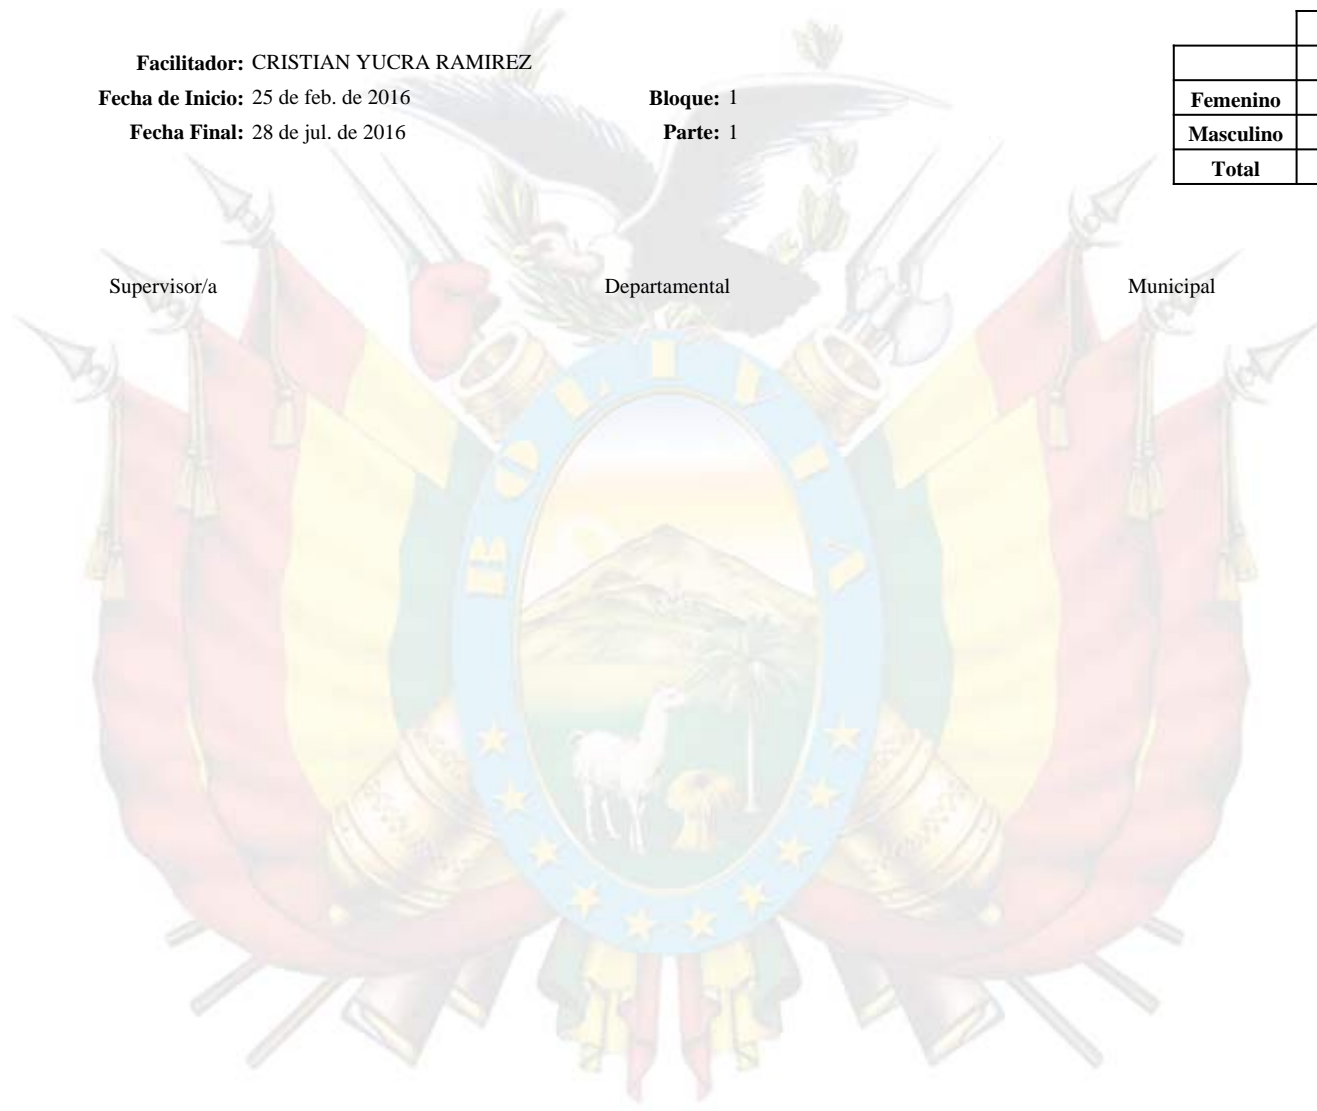 Facilitador: CRISTIAN YUCRA RAMIREZ
Fecha de Inicio: 25 de feb. de 2016 Bloque: 1
Fecha Final: 28 de jul. de 2016 Parte: 1
Femenino
Masculino
Total
Supervisor/a Departamental Municipal
BOLIVIA